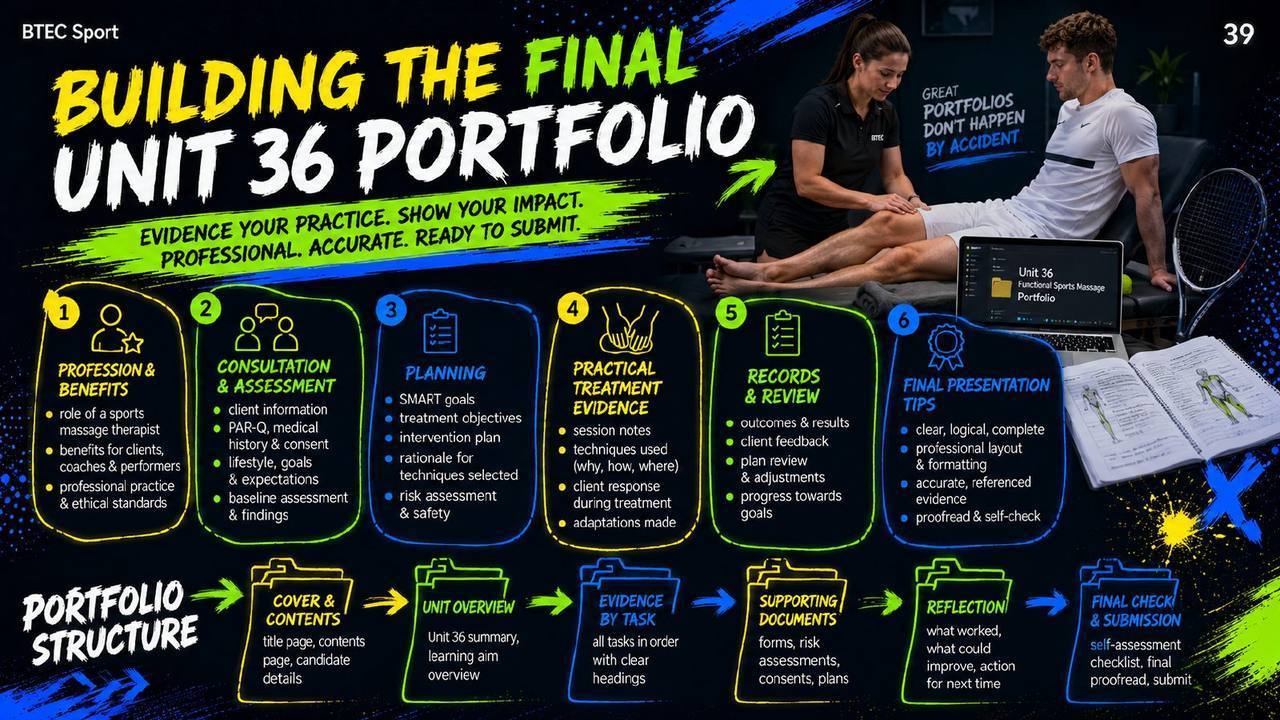 BTEC Sport
39
BUILDING THE FINAL
UNIT 36 PORTFOLIO
EVIDENCE YOUR PRACTICE. SHOW YOUR IMPACT.
PROFESSIONAL. ACCURATE. READY TO SUBMIT.
GREAT
PORTFOLIOS
DON'T HAPPEN
BY ACCIDENT
BTEC
Unit 36
Functional Sports Massage
Portfolio
1
PROFESSION &
BENEFITS
role of a sports
massage therapist
benefits for clients,
coaches & performers
professional practice
& ethical standards
2
CONSULTATION
& ASSESSMENT
client information
PAR-Q, medical
history & consent
lifestyle, goals
& expectations
baseline assessment
& findings
3
PLANNING
SMART goals
treatment objectives
intervention plan
rationale for
techniques selected
risk assessment
& safety
4
PRACTICAL
TREATMENT
EVIDENCE
session notes
techniques used
(why, how, where)
client response
during treatment
adaptations made
5
RECORDS
& REVIEW
outcomes & results
client feedback
plan review
& adjustments
progress towards
goals
6
FINAL PRESENTATION
TIPS
clear, logical, complete
professional layout
& formatting
accurate, referenced
evidence
proofread & self-check
PORTFOLIO
STRUCTURE
COVER &
CONTENTS
title page, contents
page, candidate
details
UNIT OVERVIEW
Unit 36 summary,
learning aim
overview
EVIDENCE
BY TASK
all tasks in order
with clear
headings
SUPPORTING
DOCUMENTS
forms, risk
assessments,
consents, plans
REFLECTION
what worked,
what could
improve, action
for next time
FINAL CHECK
& SUBMISSION
self-assessment
checklist, final
proofread, submit